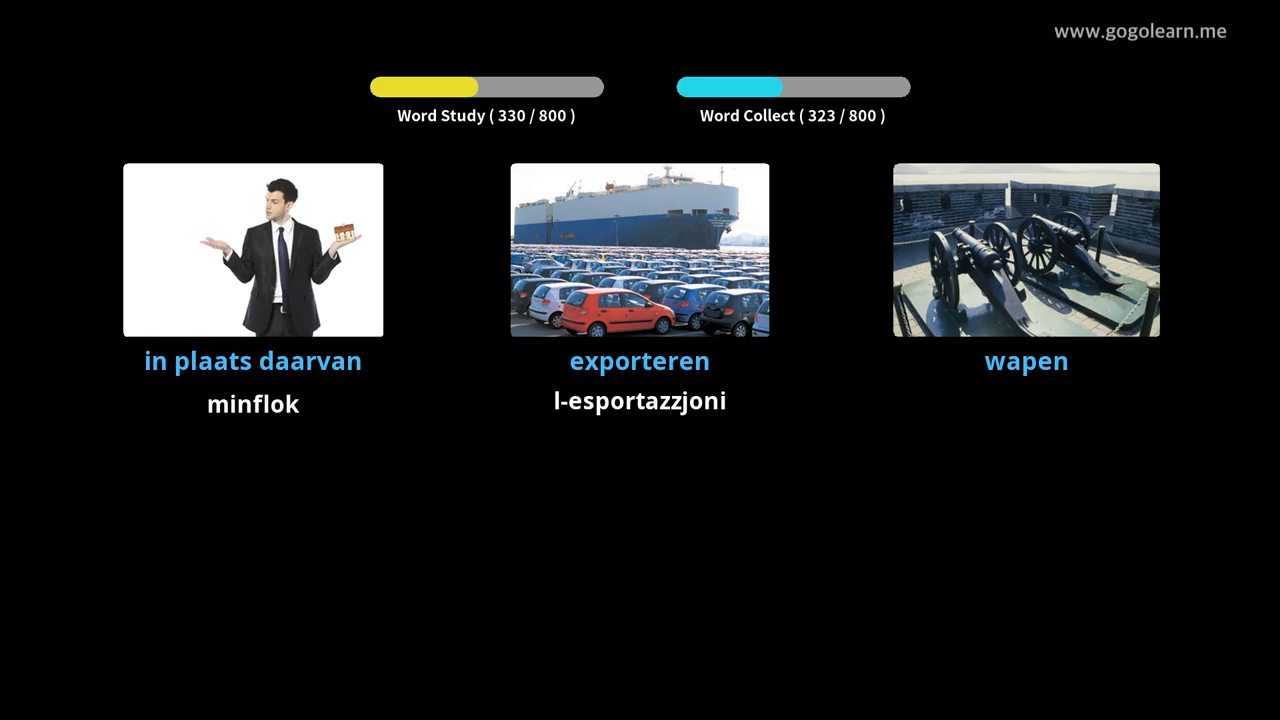 www.gogolearn.me
Word Study ( 330 / 800 )
Word Collect ( 323 / 800 )
in plaats daarvan
exporteren
wapen
minflok
l-esportazzjoni